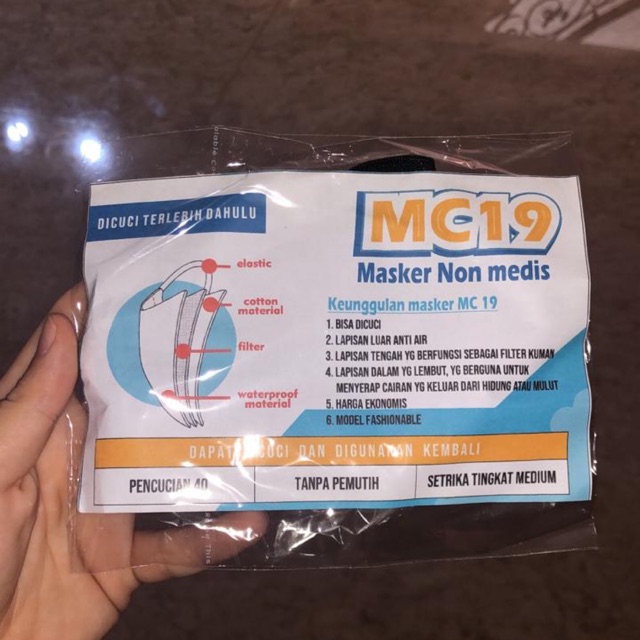 DICUCI TERLEBIH DAHULU
MC19
Masker Non medis
elastic
cotton
material
filter
waterproof
material
Keunggulan masker MC 19
1. BISA DICUCI
2. LAPISAN LUAR ANTI AIR
3. LAPISAN TENGAH YG BERFUNGSI SEBAGAI FILTER KUMAN
4. LAPISAN DALAM YG LEMBUT, YG BERGUNA UNTUK
MENYERAP CAIRAN YG KELUAR DARI HIDUNG ATAU MULUT
5. HARGA EKONOMIS
6. MODEL FASHIONABLE
DAPAT DICUCI DAN DIGUNAKAN KEMBALI
PENCUCIAN 40
TANPA PEMUTIH
SETRIKA TINGKAT MEDIUM